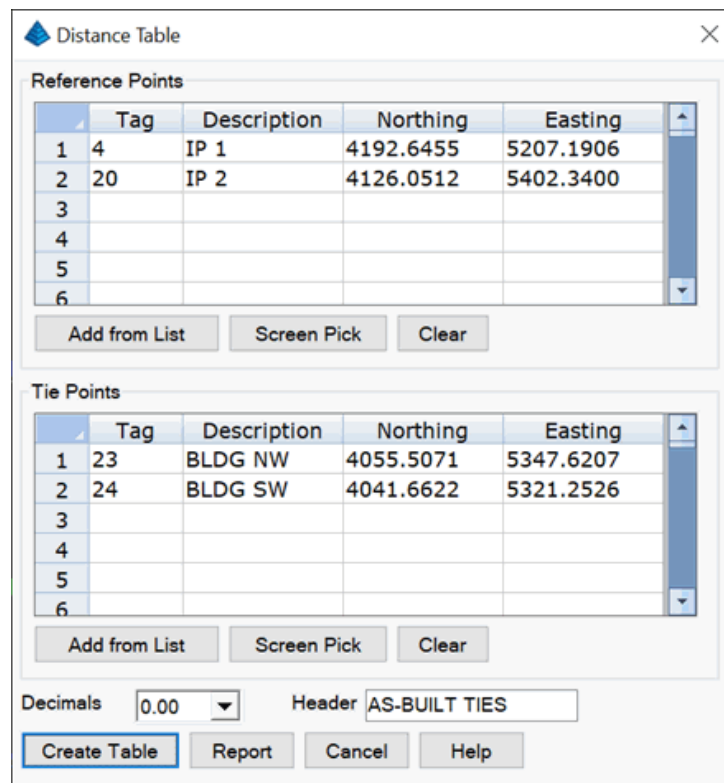 Distance Table
Reference Points
Tag Description Northing Easting
1 4 IP 1 4192.6455 5207.1906
2 20 IP 2 4126.0512 5402.3400
3
4
5
6
Add from List Screen Pick Clear
Tie Points
Tag Description Northing Easting
1 23 BLDG NW 4055.5071 5347.6207
2 24 BLDG SW 4041.6622 5321.2526
3
4
5
6
Add from List Screen Pick Clear
Decimals 0.00 Header AS-BUILT TIES
Create Table Report Cancel Help